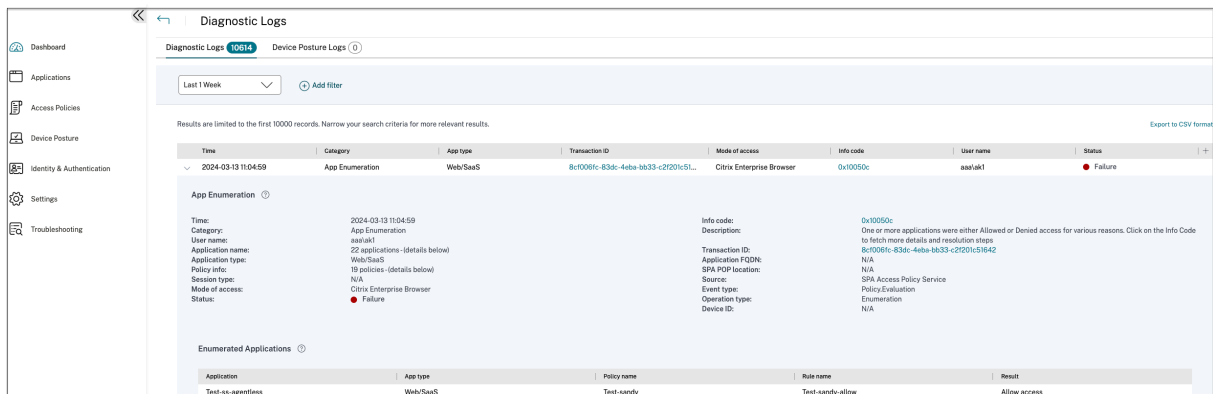 Diagnostic Logs
Dashboard
Applications
Access Policies
Device Posture
Identity & Authentication
Settings
Troubleshooting
Diagnostic Logs 10614 Device Posture Logs 0
Last 1 Week Add filter
Results are limited to the first 10000 records. Narrow your search criteria for more relevant results. Export to CSV format
Time Category App type Transaction ID Mode of access Info code User name Status +
2024-03-13 11:04:59 App Enumeration Web/SaaS 8cf006fc-83dc-4eba-bb33-c2f201c51... Citrix Enterprise Browser 0x10050c aaa\ak1 Failure
App Enumeration ?
Time: 2024-03-13 11:04:59
Category: App Enumeration
User name: aaa\ak1
Application name: 22 applications - (details below)
Application type: Web/SaaS
Policy info: 19 policies - (details below)
Session type: N/A
Mode of access: Citrix Enterprise Browser
Status: Failure
Info code: 0x10050c
Description: One or more applications were either Allowed or Denied access for various reasons. Click on the Info Code
to fetch more details and resolution steps
Transaction ID: 8cf006fc-83dc-4eba-bb33-c2f201c51642
Application FQDN: N/A
SPA POP location: N/A
Source: SPA Access Policy Service
Event type: Policy.Evaluation
Operation type: Enumeration
Device ID: N/A
Enumerated Applications ?
Application App type Policy name Rule name Result
Test-ss-agentless Web/SaaS Test-sandy Test-sandy-allow Allow access